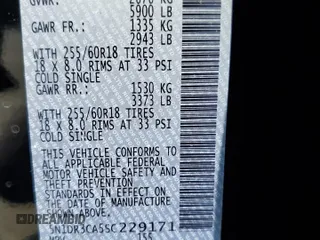 GVWR: 2676 KG
5900 LB
GAWR FR.: 1335 KG
2943 LB
WITH 255/60R18 TIRES
18 X 8.0 RIMS AT 33 PSI
COLD SINGLE
GAWR RR.: 1530 KG
3373 LB
WITH 255/60R18 TIRES
18 X 8.0 RIMS AT 33 PSI
COLD SINGLE
THIS VEHICLE CONFORMS TO
ALL APPLICABLE FEDERAL
MOTOR VEHICLE SAFETY AND
THEFT PREVENTION
STANDARDS IN EFFECT ON THE
DATE OF MANUFACTURE
ABOVE.
5N1DR3CA5SC229171
DREAMBID